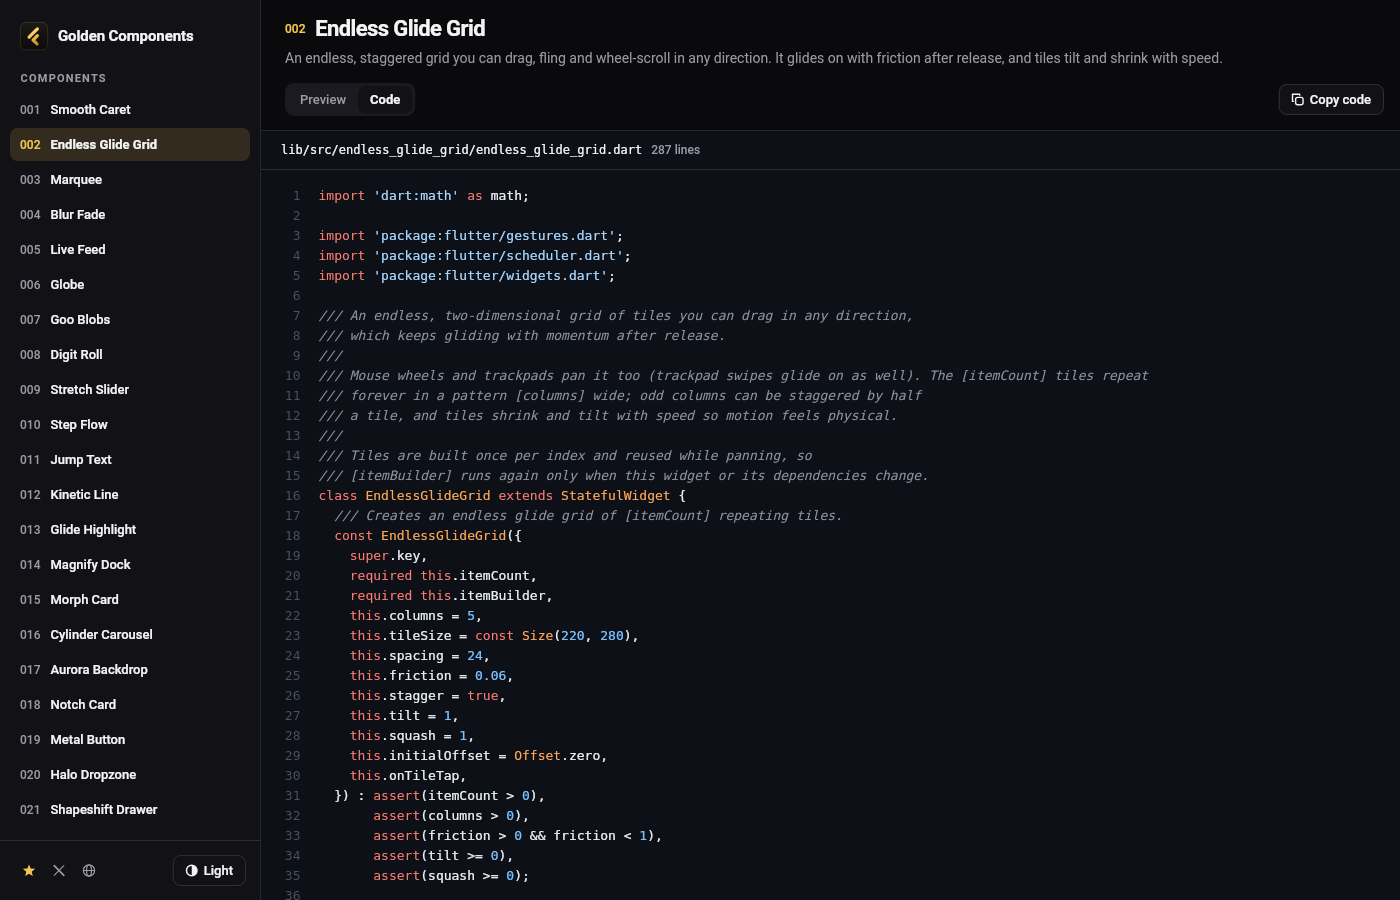 Golden Components
COMPONENTS
001 Smooth Caret
002 Endless Glide Grid
003 Marquee
004 Blur Fade
005 Live Feed
006 Globe
007 Goo Blobs
008 Digit Roll
009 Stretch Slider
010 Step Flow
011 Jump Text
012 Kinetic Line
013 Glide Highlight
014 Magnify Dock
015 Morph Card
016 Cylinder Carousel
017 Aurora Backdrop
018 Notch Card
019 Metal Button
020 Halo Dropzone
021 Shapeshift Drawer
Light
002 Endless Glide Grid
An endless, staggered grid you can drag, fling and wheel-scroll in any direction. It glides on with friction after release, and tiles tilt and shrink with speed.
Preview Code
Copy code
lib/src/endless_glide_grid/endless_glide_grid.dart 287 lines
1 import 'dart:math' as math;
2
3 import 'package:flutter/gestures.dart';
4 import 'package:flutter/scheduler.dart';
5 import 'package:flutter/widgets.dart';
6
7 /// An endless, two-dimensional grid of tiles you can drag in any direction,
8 /// which keeps gliding with momentum after release.
9 ///
10 /// Mouse wheels and trackpads pan it too (trackpad swipes glide on as well). The [itemCount] tiles repeat
11 /// forever in a pattern [columns] wide; odd columns can be staggered by half
12 /// a tile, and tiles shrink and tilt with speed so motion feels physical.
13 ///
14 /// Tiles are built once per index and reused while panning, so
15 /// [itemBuilder] runs again only when this widget or its dependencies change.
16 class EndlessGlideGrid extends StatefulWidget {
17   /// Creates an endless glide grid of [itemCount] repeating tiles.
18   const EndlessGlideGrid({
19     super.key,
20     required this.itemCount,
21     required this.itemBuilder,
22     this.columns = 5,
23     this.tileSize = const Size(220, 280),
24     this.spacing = 24,
25     this.friction = 0.06,
26     this.stagger = true,
27     this.tilt = 1,
28     this.squash = 1,
29     this.initialOffset = Offset.zero,
30     this.onTileTap,
31   }) : assert(itemCount > 0),
32        assert(columns > 0),
33        assert(friction > 0 && friction < 1),
34        assert(tilt >= 0),
35        assert(squash >= 0);
36